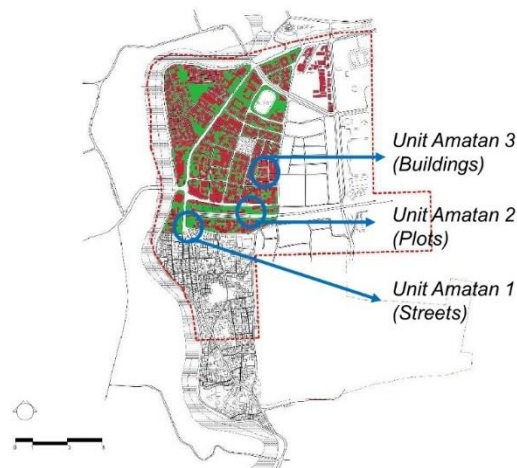 Unit Amatan 3
(Buildings)
Unit Amatan 2
(Plots)
Unit Amatan 1
(Streets)